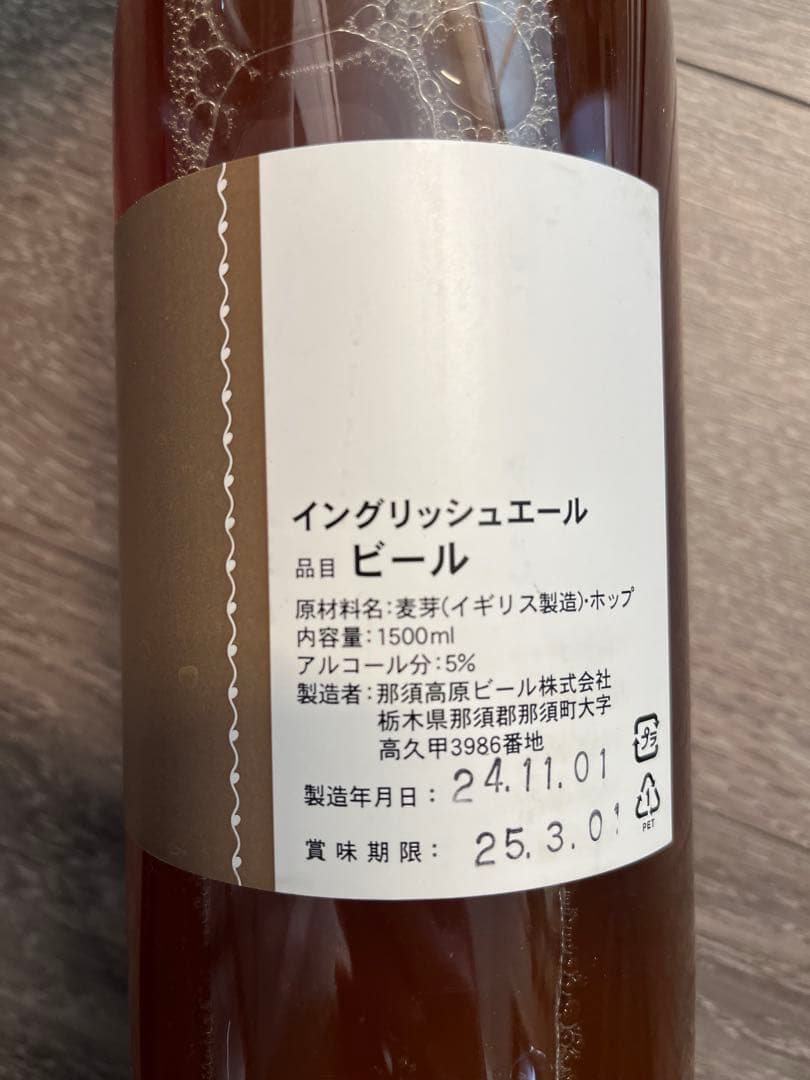 イングリッシュエール
品目 ビール
原材料名:麦芽(イギリス製造)・ホップ
内容量:1500ml
アルコール分:5%
製造者:那須高原ビール株式会社
栃木県那須郡那須町大字
高久甲3986番地
プラ
製造年月日: 24.11.01
1
PET
賞味期限: 25.3.01